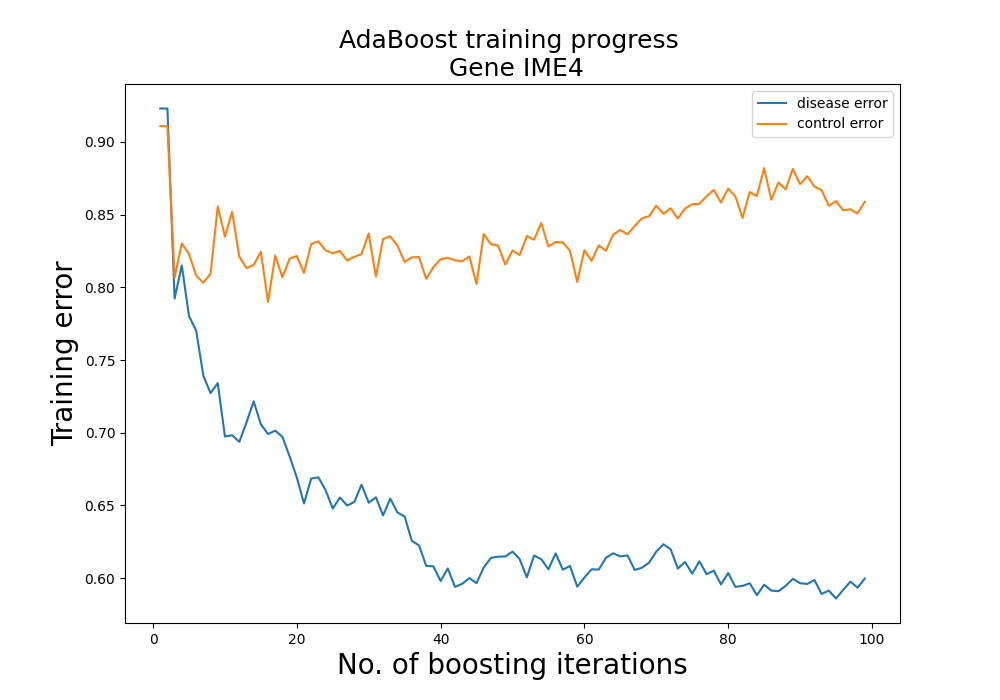 AdaBoost training progress
Gene IME4
disease error
control error
0.90
0.85
0.80
0.75
0.70
0.65
0.60
Training error
0 20 40 60 80 100
No. of boosting iterations